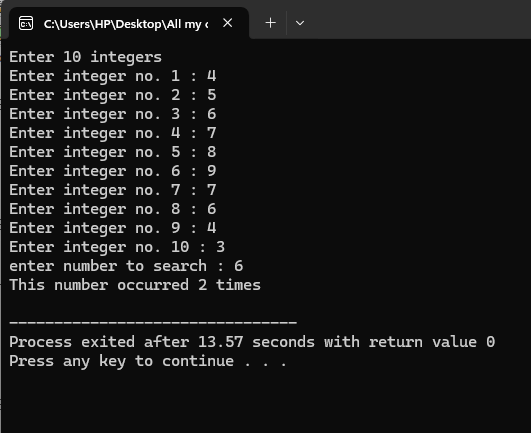 C:\Users\HP\Desktop\All my c
Enter 10 integers
Enter integer no. 1 : 4
Enter integer no. 2 : 5
Enter integer no. 3 : 6
Enter integer no. 4 : 7
Enter integer no. 5 : 8
Enter integer no. 6 : 9
Enter integer no. 7 : 7
Enter integer no. 8 : 6
Enter integer no. 9 : 4
Enter integer no. 10 : 3
enter number to search : 6
This number occurred 2 times
--------------------------------
Process exited after 13.57 seconds with return value 0
Press any key to continue . . .